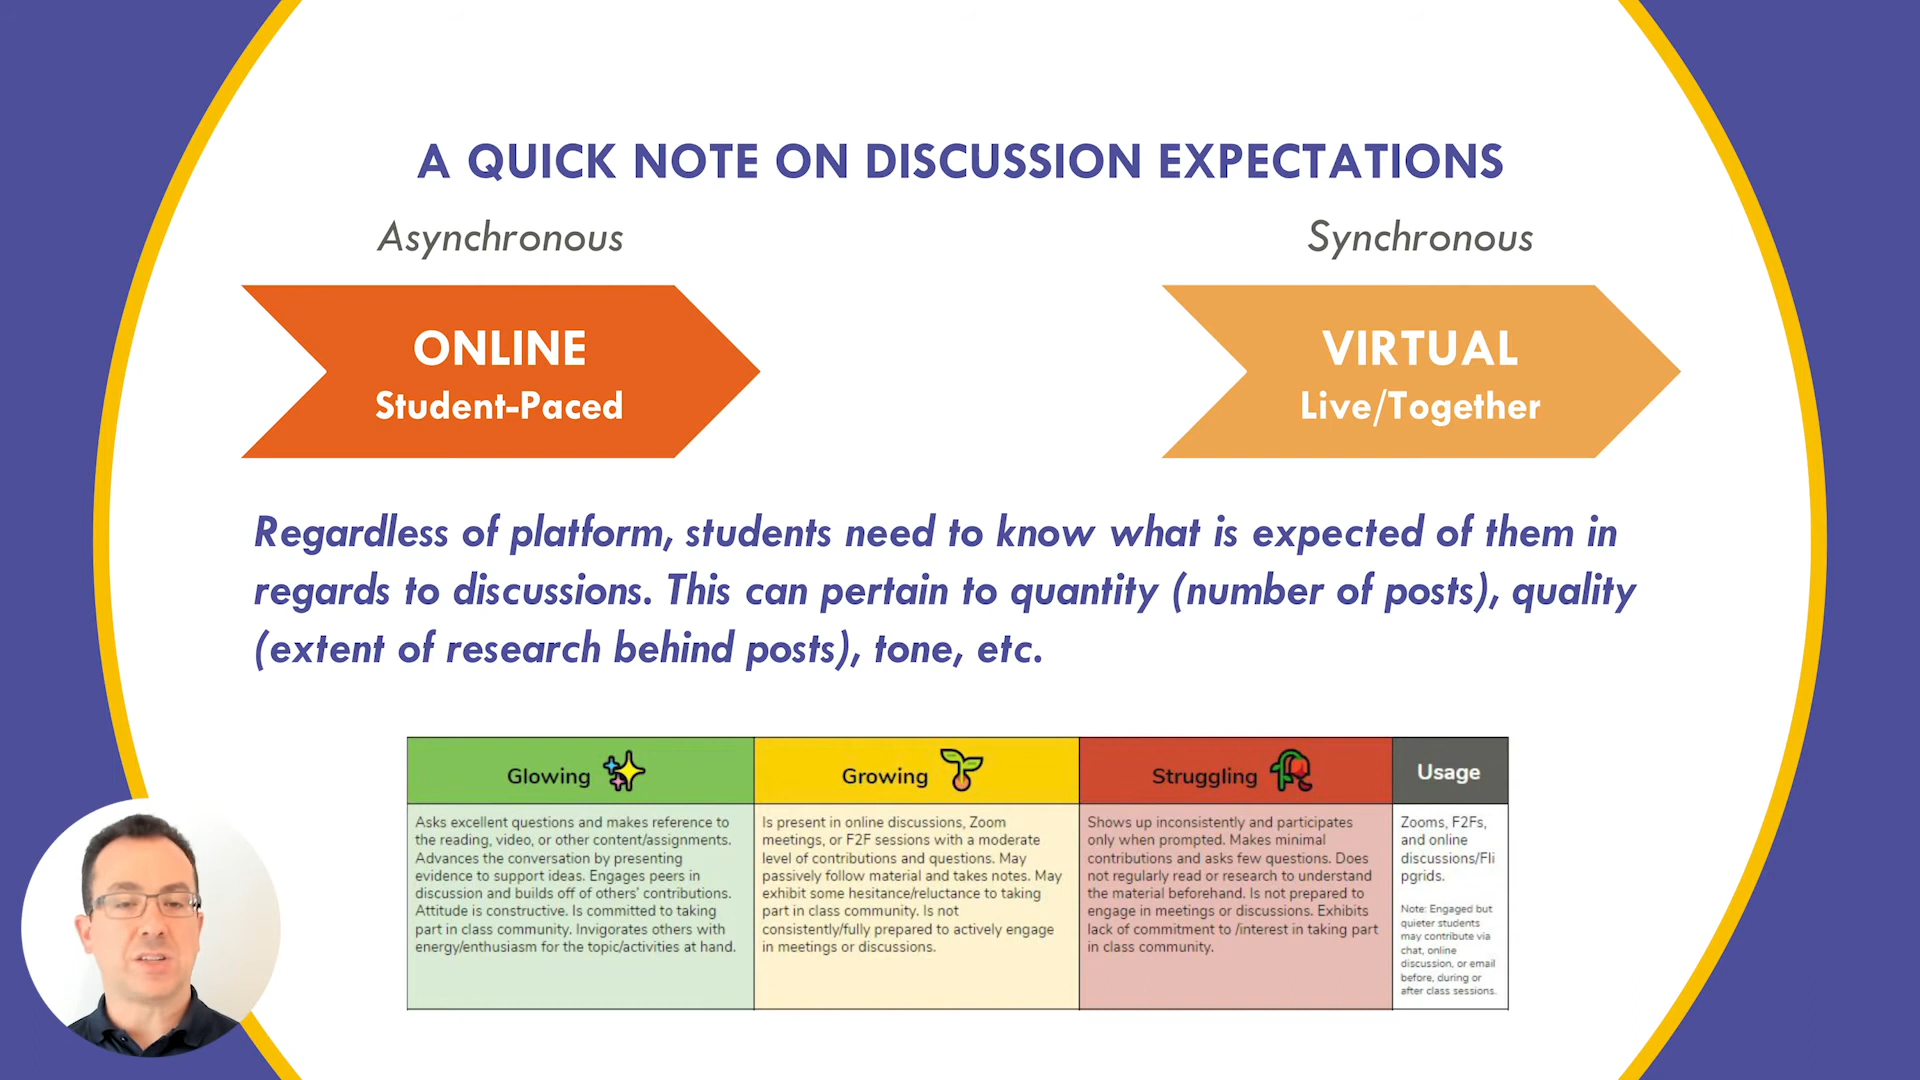 A QUICK NOTE ON DISCUSSION EXPECTATIONS
Asynchronous
Synchronous
ONLINE
Student-Paced
VIRTUAL
Live/Together
Regardless of platform, students need to know what is expected of them in
regards to discussions. This can pertain to quantity (number of posts), quality
(extent of research behind posts), tone, etc.
Glowing
Growing
Struggling
Usage
Asks excellent questions and makes reference to
the reading, video, or other content/assignments.
Advances the conversation by presenting
evidence to support ideas. Engages peers in
discussion and builds off of others' contributions.
Attitude is constructive. Is committed to taking
part in class community. Invigorates others with
energy/enthusiasm for the topic/activities at hand.
Is present in online discussions, Zoom
meetings, or F2F sessions with a moderate
level of contributions and questions. May
passively follow material and takes notes. May
exhibit some hesitance/reluctance to taking
part in class community. Is not
consistently/fully prepared to actively engage
in meetings or discussions.
Shows up inconsistently and participates
only when prompted. Makes minimal
contributions and asks few questions. Does
not regularly read or research to understand
the material beforehand. Is not prepared to
engage in meetings or discussions. Exhibits
lack of commitment to /interest in taking part
in class community.
Zooms, F2Fs,
and online
discussions/Fli
pgrids.
Note: Engaged but
quieter students
may contribute via
chat, online
discussion, or email
before, during or
after class sessions.